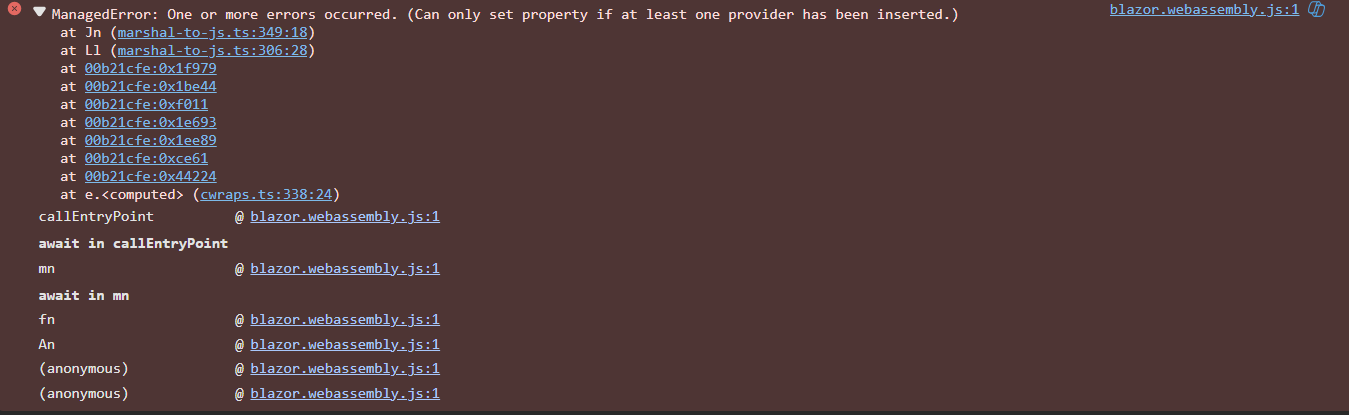 ManagedError: One or more errors occurred. (Can only set property if at least one provider has been inserted.) blazor.webassembly.js:1
at Jn (marshal-to-js.ts:349:18)
at Ll (marshal-to-js.ts:306:28)
at 00b21cfe:0x1f979
at 00b21cfe:0x1be44
at 00b21cfe:0xf011
at 00b21cfe:0x1e693
at 00b21cfe:0x1ee89
at 00b21cfe:0xce61
at 00b21cfe:0x44224
at e.<computed> (cwraps.ts:338:24)
callEntryPoint @ blazor.webassembly.js:1
await in callEntryPoint
mn @ blazor.webassembly.js:1
await in mn
fn @ blazor.webassembly.js:1
An @ blazor.webassembly.js:1
(anonymous) @ blazor.webassembly.js:1
(anonymous) @ blazor.webassembly.js:1